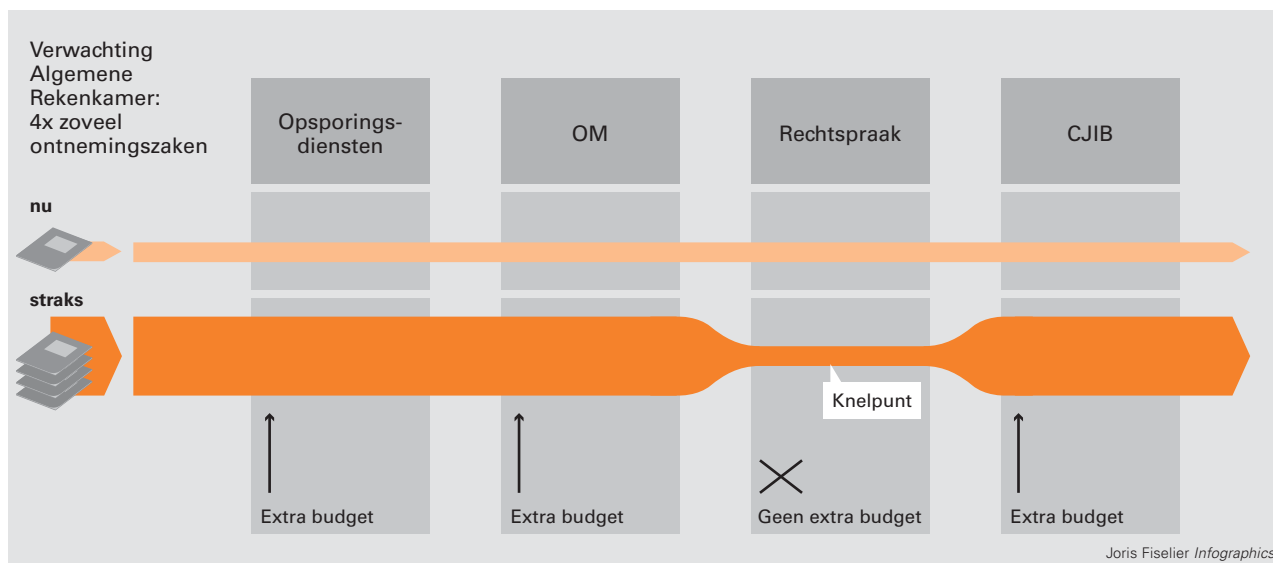 Verwachting
Algemene
Rekenkamer:
4x zoveel
ontnemingszaken
Opsporings-
diensten
OM
Rechtspraak
CJIB
nu
straks
Knelpunt
Extra budget
Extra budget
Geen extra budget
Extra budget
Joris Fiselier Infographics